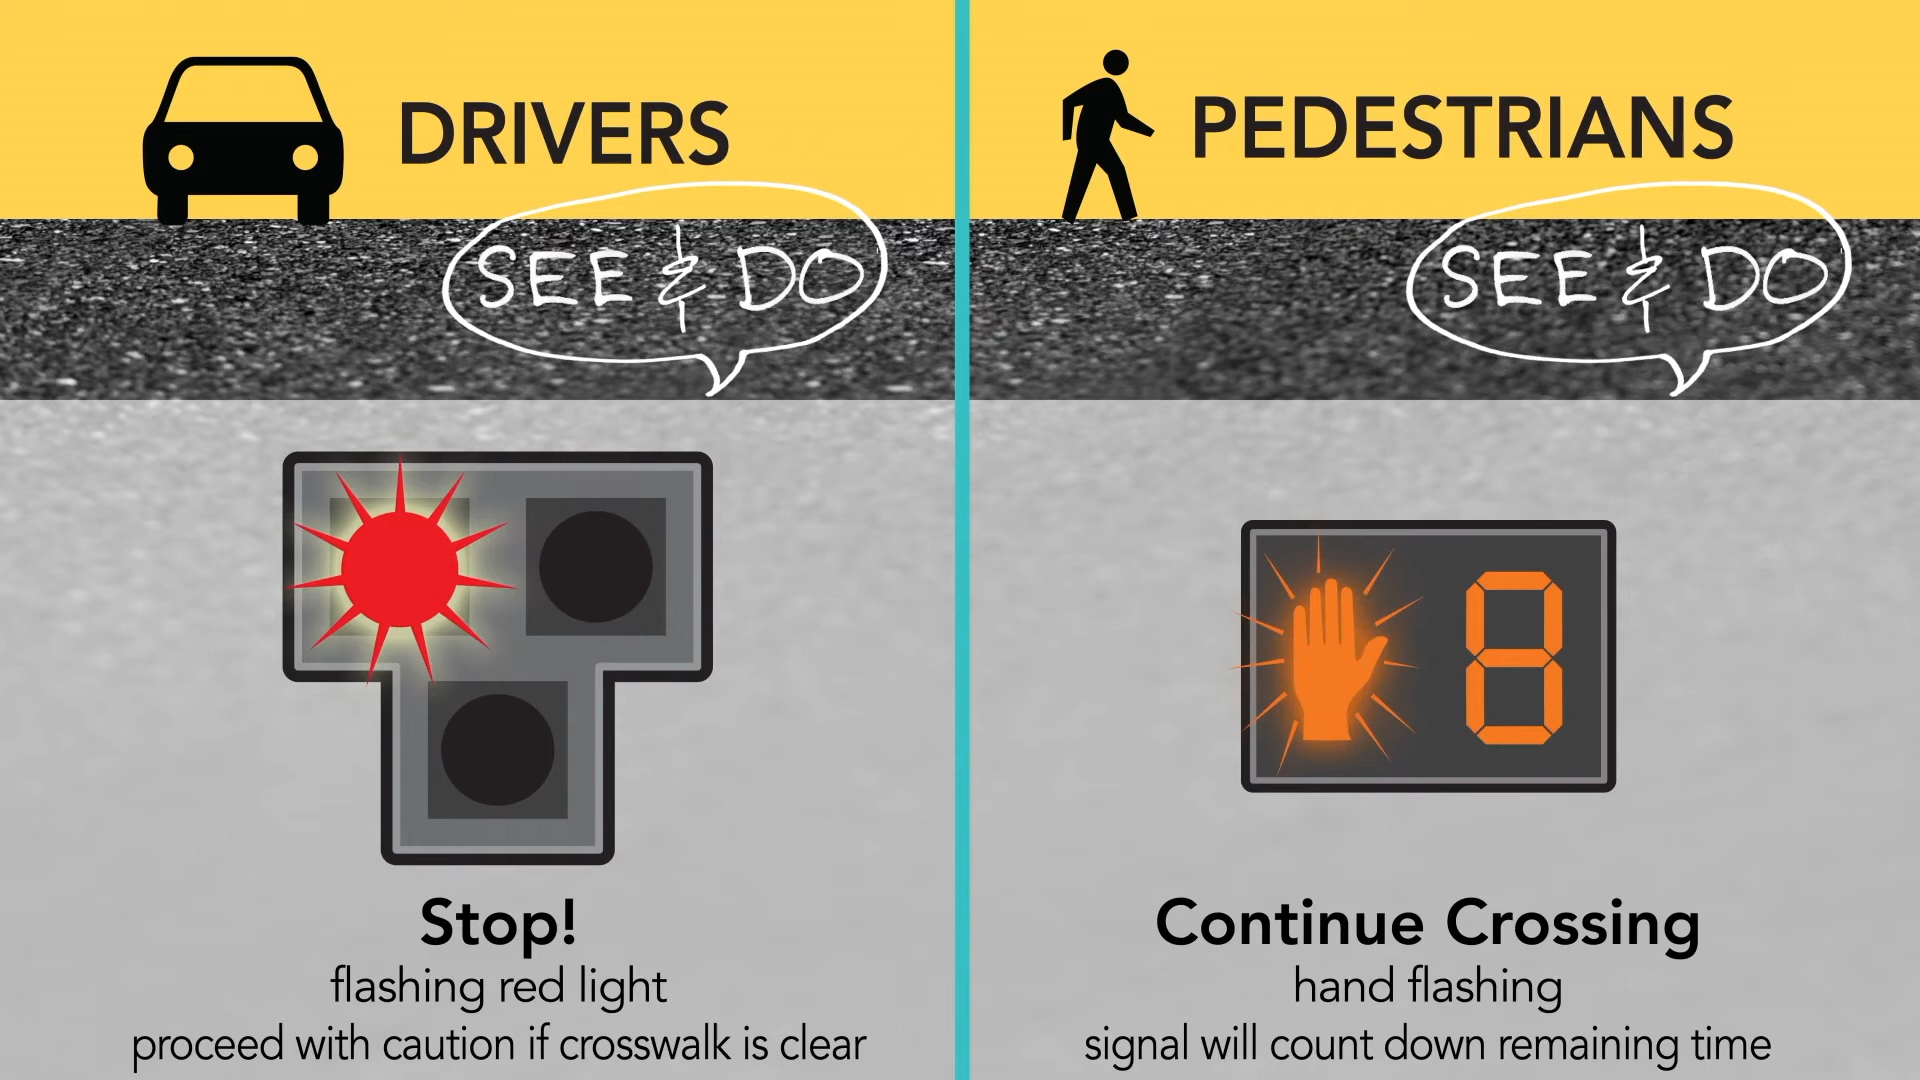 DRIVERS
SEE & DO
Stop!
flashing red light
proceed with caution if crosswalk is clear
PEDESTRIANS
SEE & DO
8
Continue Crossing
hand flashing
signal will count down remaining time